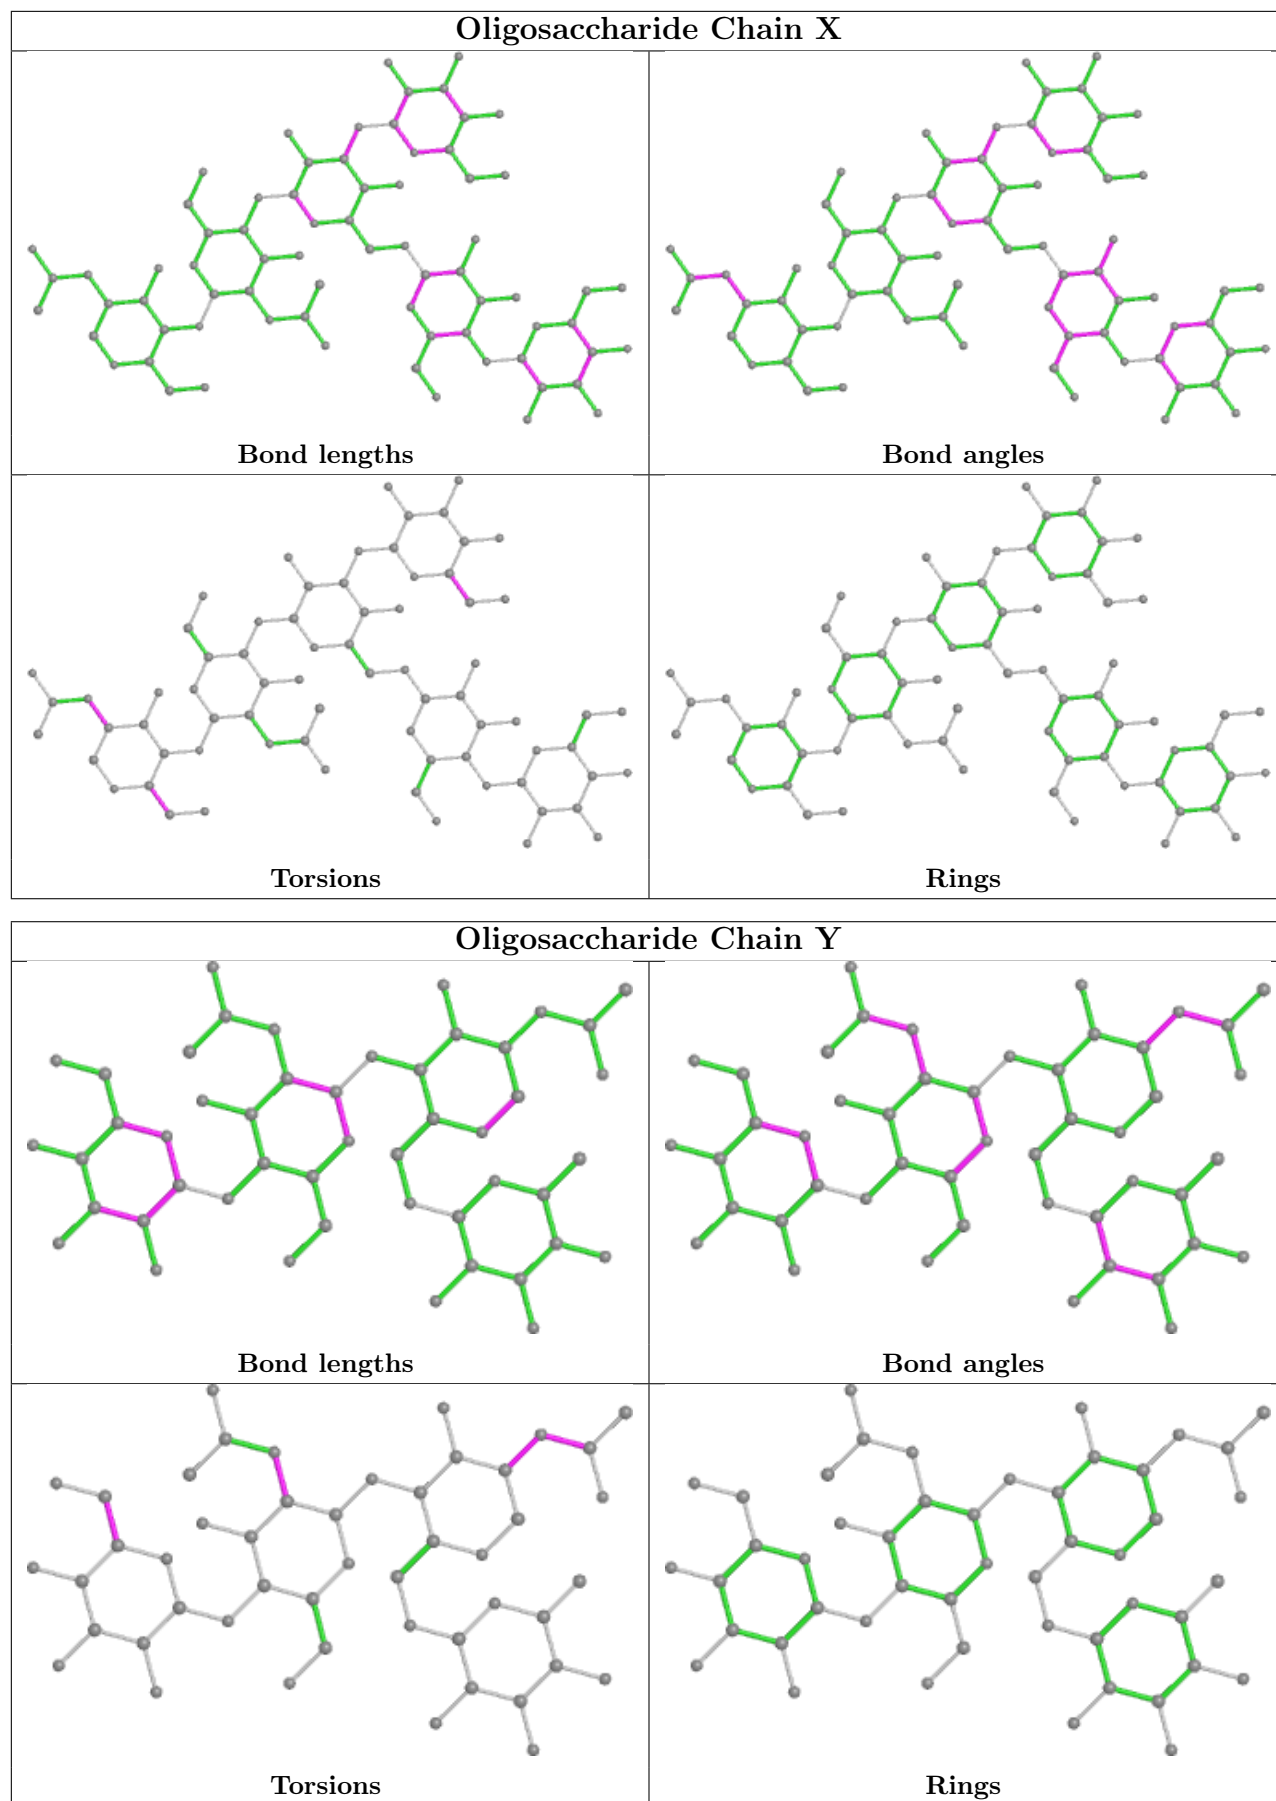 Oligosaccharide Chain X
Bond lengths
Bond angles
Torsions
Rings
Oligosaccharide Chain Y
Bond lengths
Bond angles
Torsions
Rings